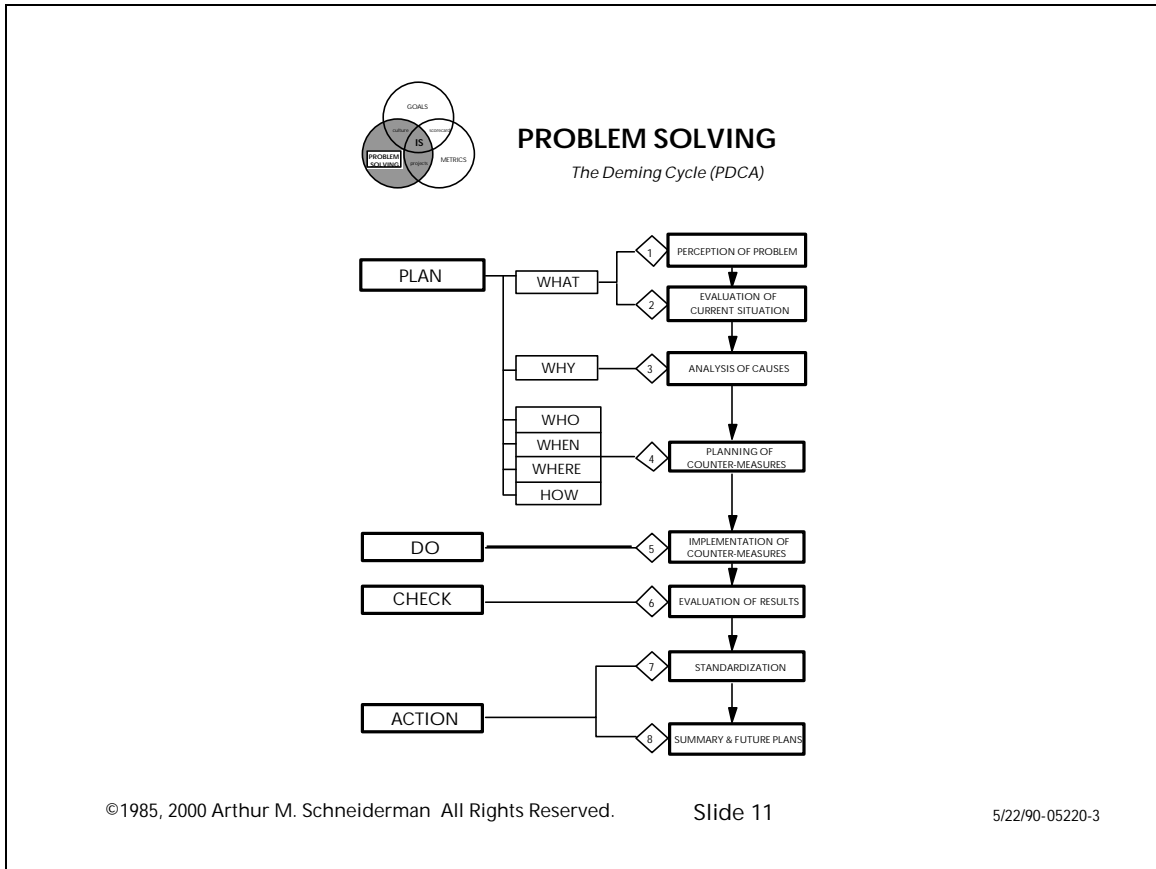 GOALS
culture
scorecard
IS
PROBLEM
SOLVING
projects
METRICS
PROBLEM SOLVING
The Deming Cycle (PDCA)
PLAN
WHAT
1
PERCEPTION OF PROBLEM
2
EVALUATION OF
CURRENT SITUATION
WHY
3
ANALYSIS OF CAUSES
WHO
WHEN
WHERE
HOW
4
PLANNING OF
COUNTER-MEASURES
DO
5
IMPLEMENTATION OF
COUNTER-MEASURES
CHECK
6
EVALUATION OF RESULTS
ACTION
7
STANDARDIZATION
8
SUMMARY & FUTURE PLANS
©1985, 2000 Arthur M. Schneiderman All Rights Reserved.
Slide 11
5/22/90-05220-3